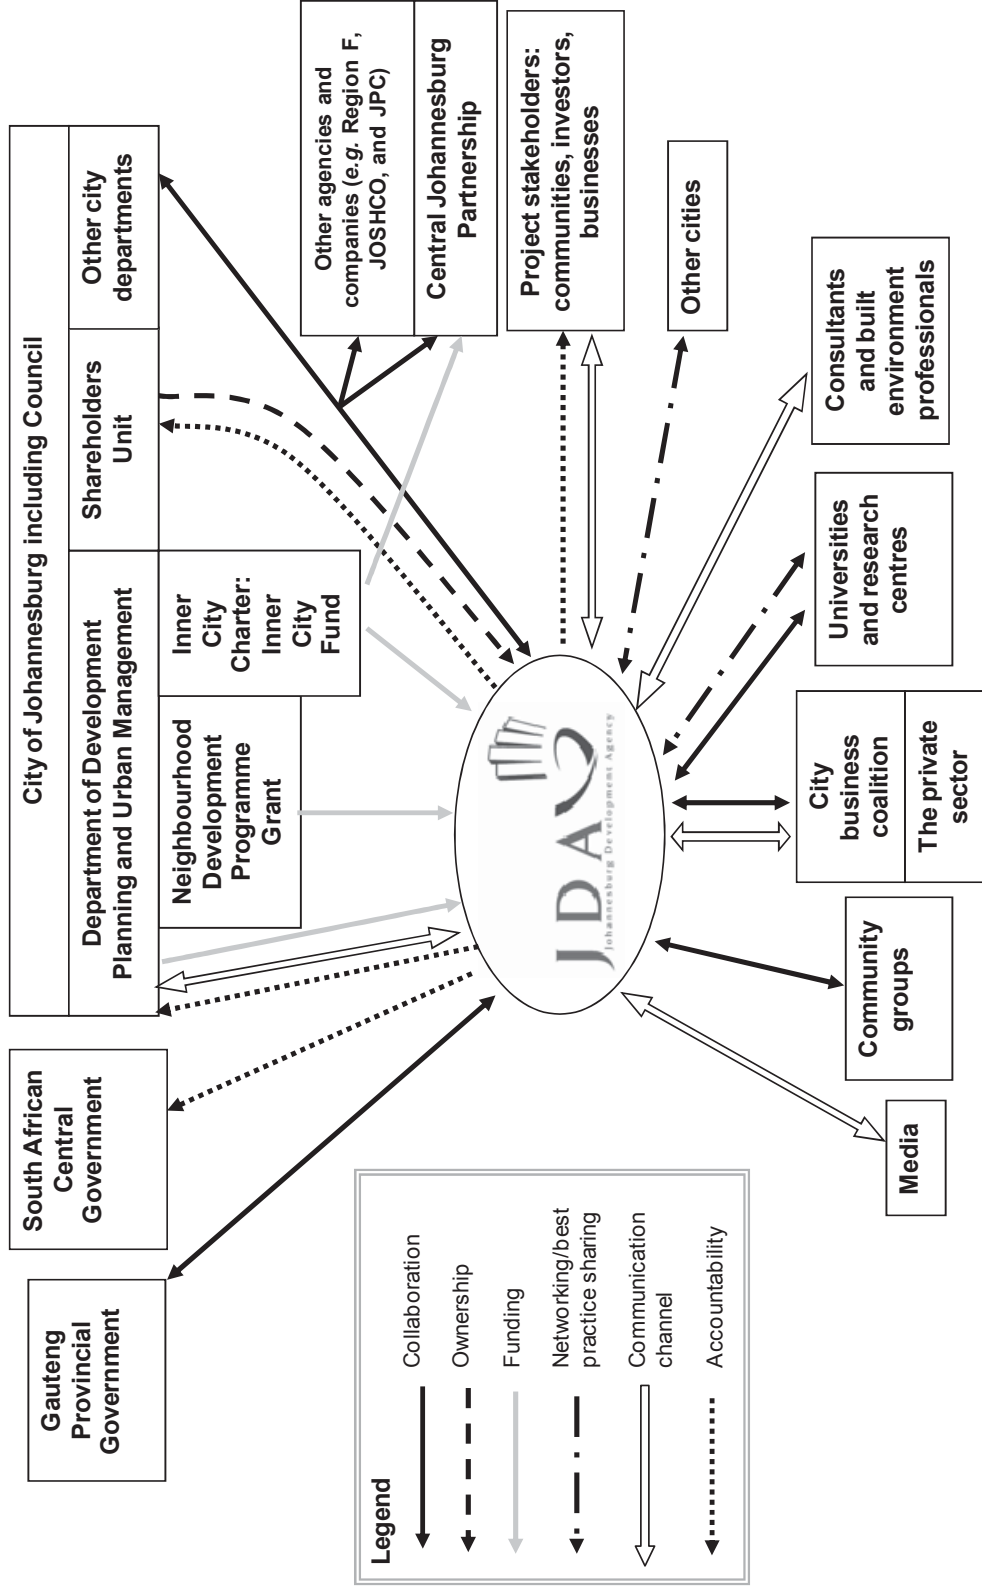 City of Johannesburg including Council
Department of Development
Planning and Urban Management
Shareholders
Unit
Other city
departments
Neighbourhood
Development
Programme
Grant
Inner
City
Charter:
Inner
City
Fund
Gauteng
Provincial
Government
South African
Central
Government
Other agencies and
companies (e.g. Region F,
JOSHCO, and JPC)
Central Johannesburg
Partnership
Project stakeholders:
communities, investors,
businesses
Other cities
Consultants
and built
environment
professionals
Universities
and research
centres
City
business
coalition
The private
sector
Community
groups
Media
JDA
Johannesburg Development Agency
Legend
Collaboration
Ownership
Funding
Networking/best
practice sharing
Communication
channel
Accountability